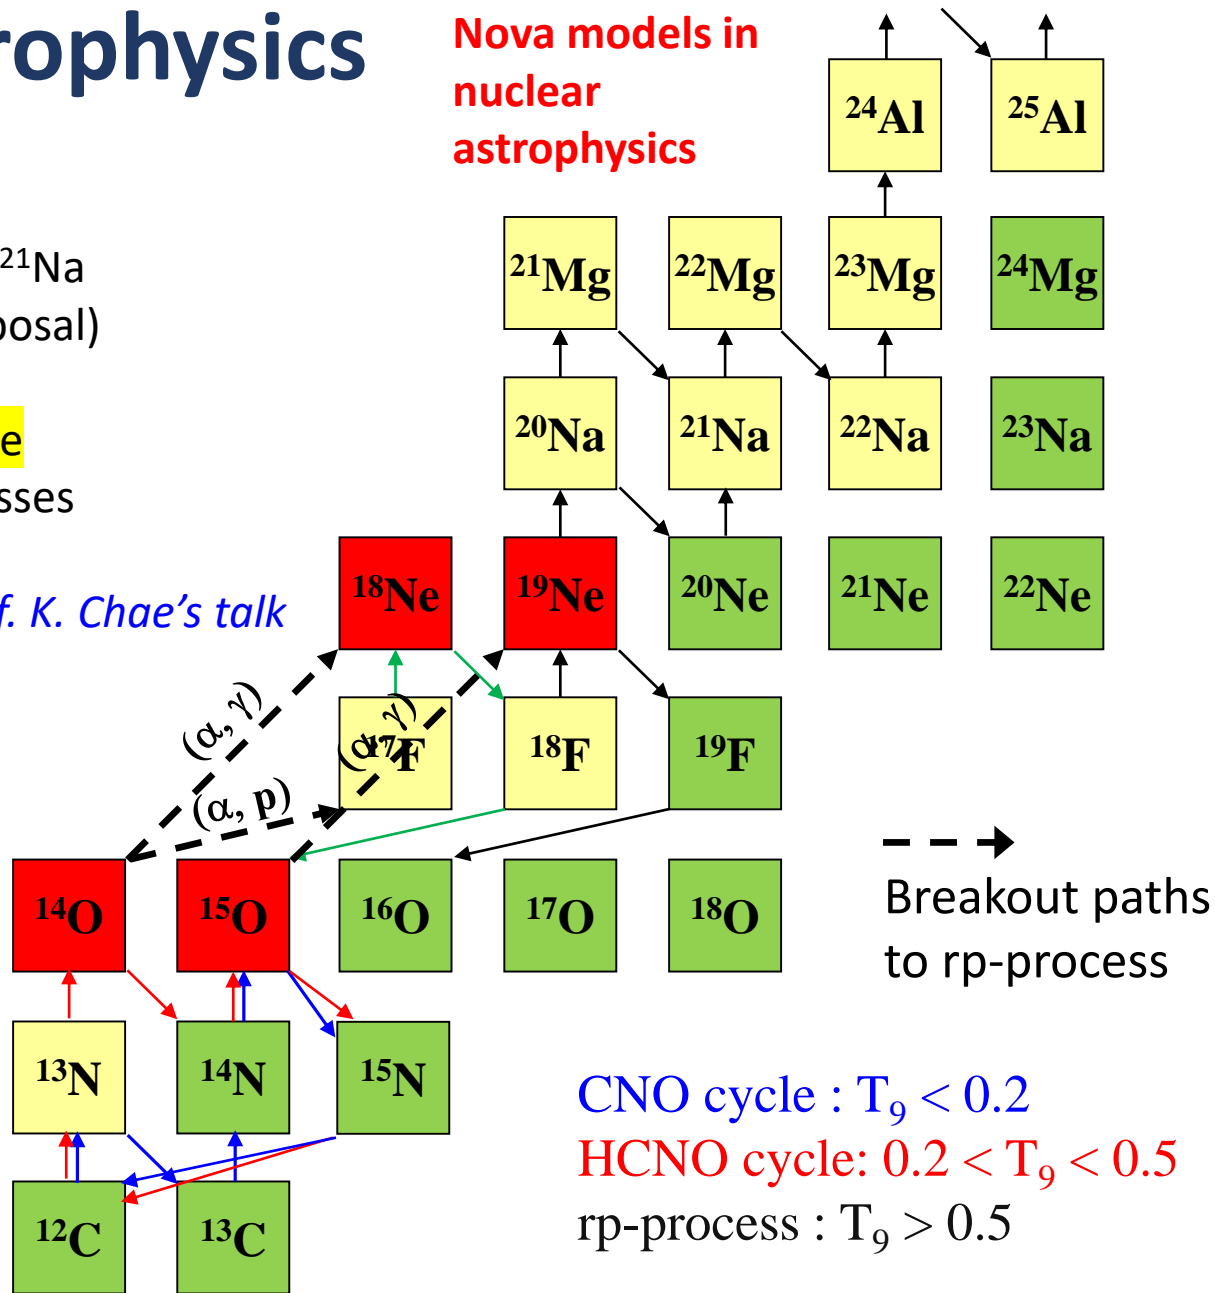 rophysics
Nova models in
nuclear
astrophysics
²¹Na
posal)
e
sses
f. K. Chae's talk
²⁴Al ²⁵Al
²¹Mg ²²Mg ²³Mg ²⁴Mg
²⁰Na ²¹Na ²²Na ²³Na
¹⁸Ne ¹⁹Ne ²⁰Ne ²¹Ne ²²Ne
(α, γ) (α, γ)
¹⁷F ¹⁸F ¹⁹F
(α, p)
¹⁴O ¹⁵O ¹⁶O ¹⁷O ¹⁸O
Breakout paths
to rp-process
¹³N ¹⁴N ¹⁵N
¹²C ¹³C
CNO cycle : T₉ < 0.2
HCNO cycle: 0.2 < T₉ < 0.5
rp-process : T₉ > 0.5